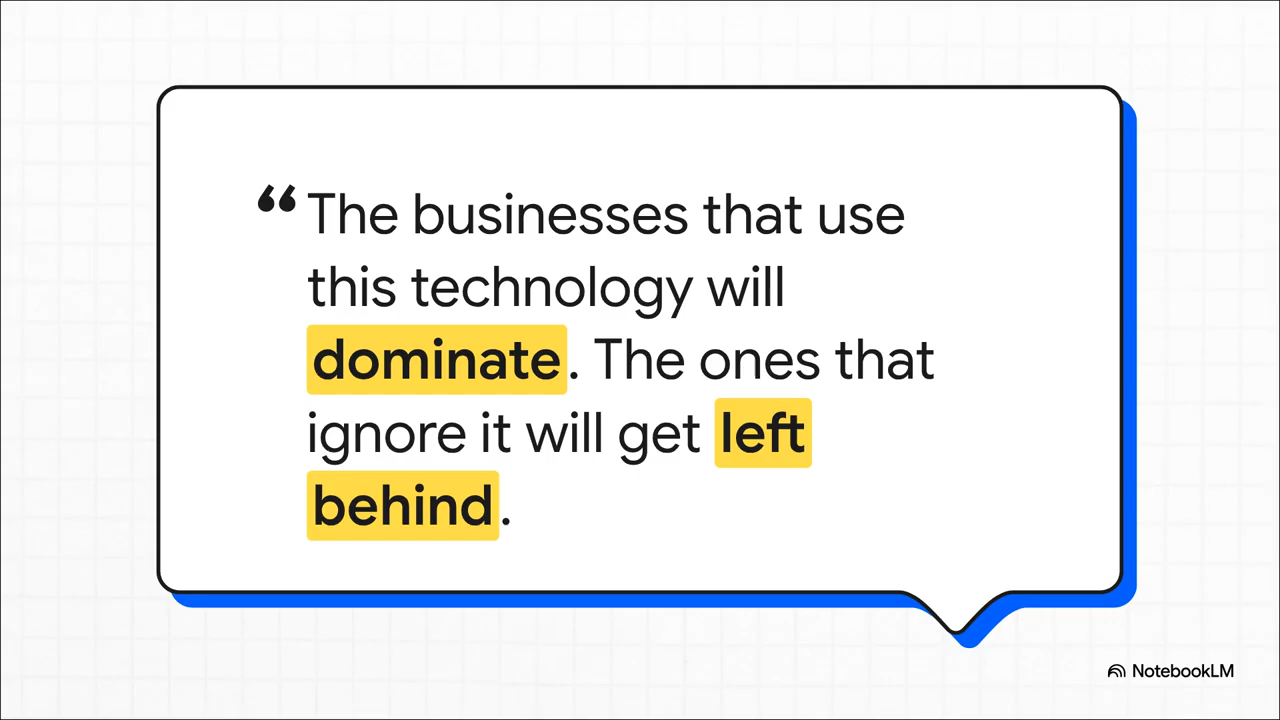 “The businesses that use
this technology will
dominate. The ones that
ignore it will get left
behind.
NotebookLM